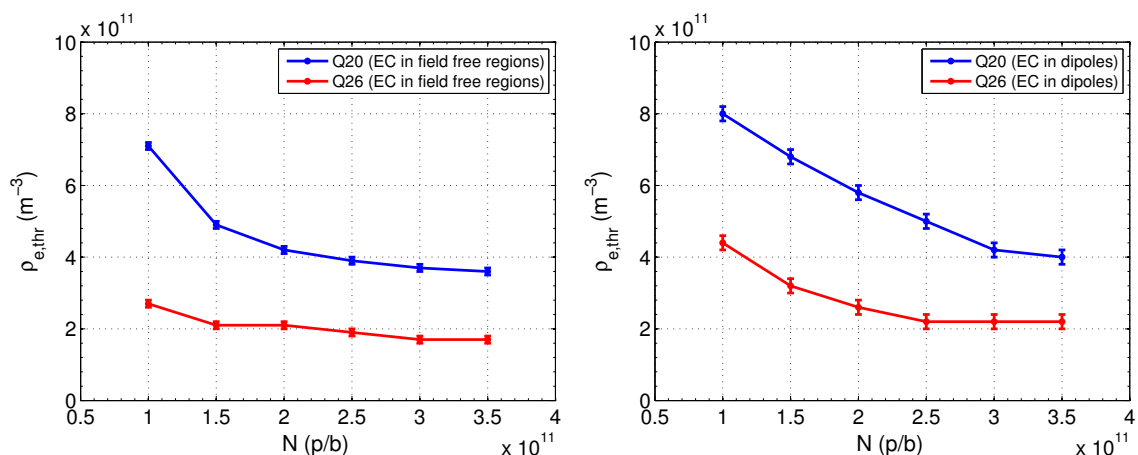 x 10^11
10
8
6
4
2
0
ρe,thr (m−3)
Q20 (EC in field free regions)
Q26 (EC in field free regions)
0.5 1 1.5 2 2.5 3 3.5 4
x 10^11
N (p/b)
x 10^11
10
8
6
4
2
0
ρe,thr (m−3)
Q20 (EC in dipoles)
Q26 (EC in dipoles)
0.5 1 1.5 2 2.5 3 3.5 4
x 10^11
N (p/b)